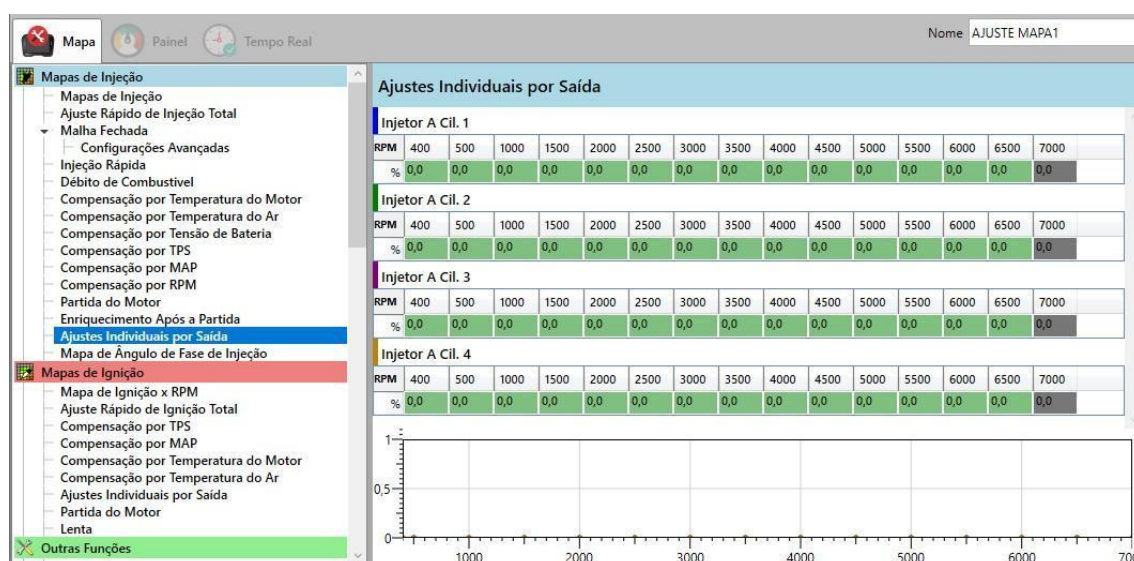 Mapa Painel Tempo Real Nome AJUSTE MAPA1
Mapas de Injeção
Mapas de Injeção
Ajuste Rápido de Injeção Total
Malha Fechada
Configurações Avançadas
Injeção Rápida
Débito de Combustivel
Compensação por Temperatura do Motor
Compensação por Temperatura do Ar
Compensação por Tensão de Bateria
Compensação por TPS
Compensação por MAP
Compensação por RPM
Partida do Motor
Enriquecimento Após a Partida
Ajustes Individuais por Saída
Mapa de Ângulo de Fase de Injeção
Mapas de Ignição
Mapa de Ignição x RPM
Ajuste Rápido de Ignição Total
Compensação por TPS
Compensação por MAP
Compensação por Temperatura do Motor
Compensação por Temperatura do Ar
Ajustes Individuais por Saída
Partida do Motor
Lenta
Outras Funções
Ajustes Individuais por Saída
Injetor A Cil. 1
RPM 400 500 1000 1500 2000 2500 3000 3500 4000 4500 5000 5500 6000 6500 7000
% 0,0 0,0 0,0 0,0 0,0 0,0 0,0 0,0 0,0 0,0 0,0 0,0 0,0 0,0 0,0
Injetor A Cil. 2
RPM 400 500 1000 1500 2000 2500 3000 3500 4000 4500 5000 5500 6000 6500 7000
% 0,0 0,0 0,0 0,0 0,0 0,0 0,0 0,0 0,0 0,0 0,0 0,0 0,0 0,0 0,0
Injetor A Cil. 3
RPM 400 500 1000 1500 2000 2500 3000 3500 4000 4500 5000 5500 6000 6500 7000
% 0,0 0,0 0,0 0,0 0,0 0,0 0,0 0,0 0,0 0,0 0,0 0,0 0,0 0,0 0,0
Injetor A Cil. 4
RPM 400 500 1000 1500 2000 2500 3000 3500 4000 4500 5000 5500 6000 6500 7000
% 0,0 0,0 0,0 0,0 0,0 0,0 0,0 0,0 0,0 0,0 0,0 0,0 0,0 0,0 0,0
1
0,5
0
1000 2000 3000 4000 5000 6000 700